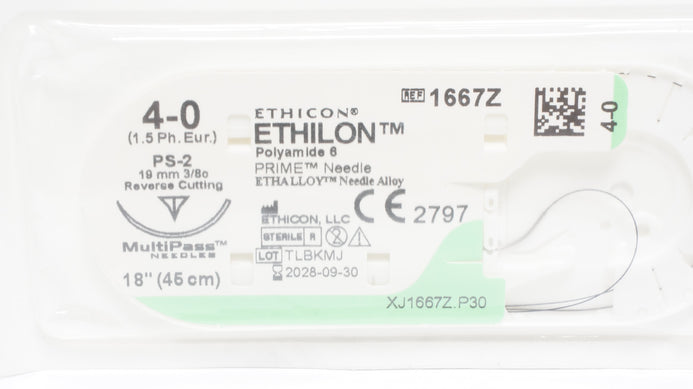 4-0
(1.5 Ph. Eur.)
PS-2
19 mm 3/8c
Reverse Cutting
MultiPass™
NEEDLES
18" (45 cm)
ETHICON®
ETHILON™
Polyamide 6
PRIME™ Needle
ETHALLOY™ Needle Alloy
ETHICON, LLC
CE 2797
STERILE R
LOT TLBKMJ
2028-09-30
REF 1667Z
4-0
XJ1667Z.P30